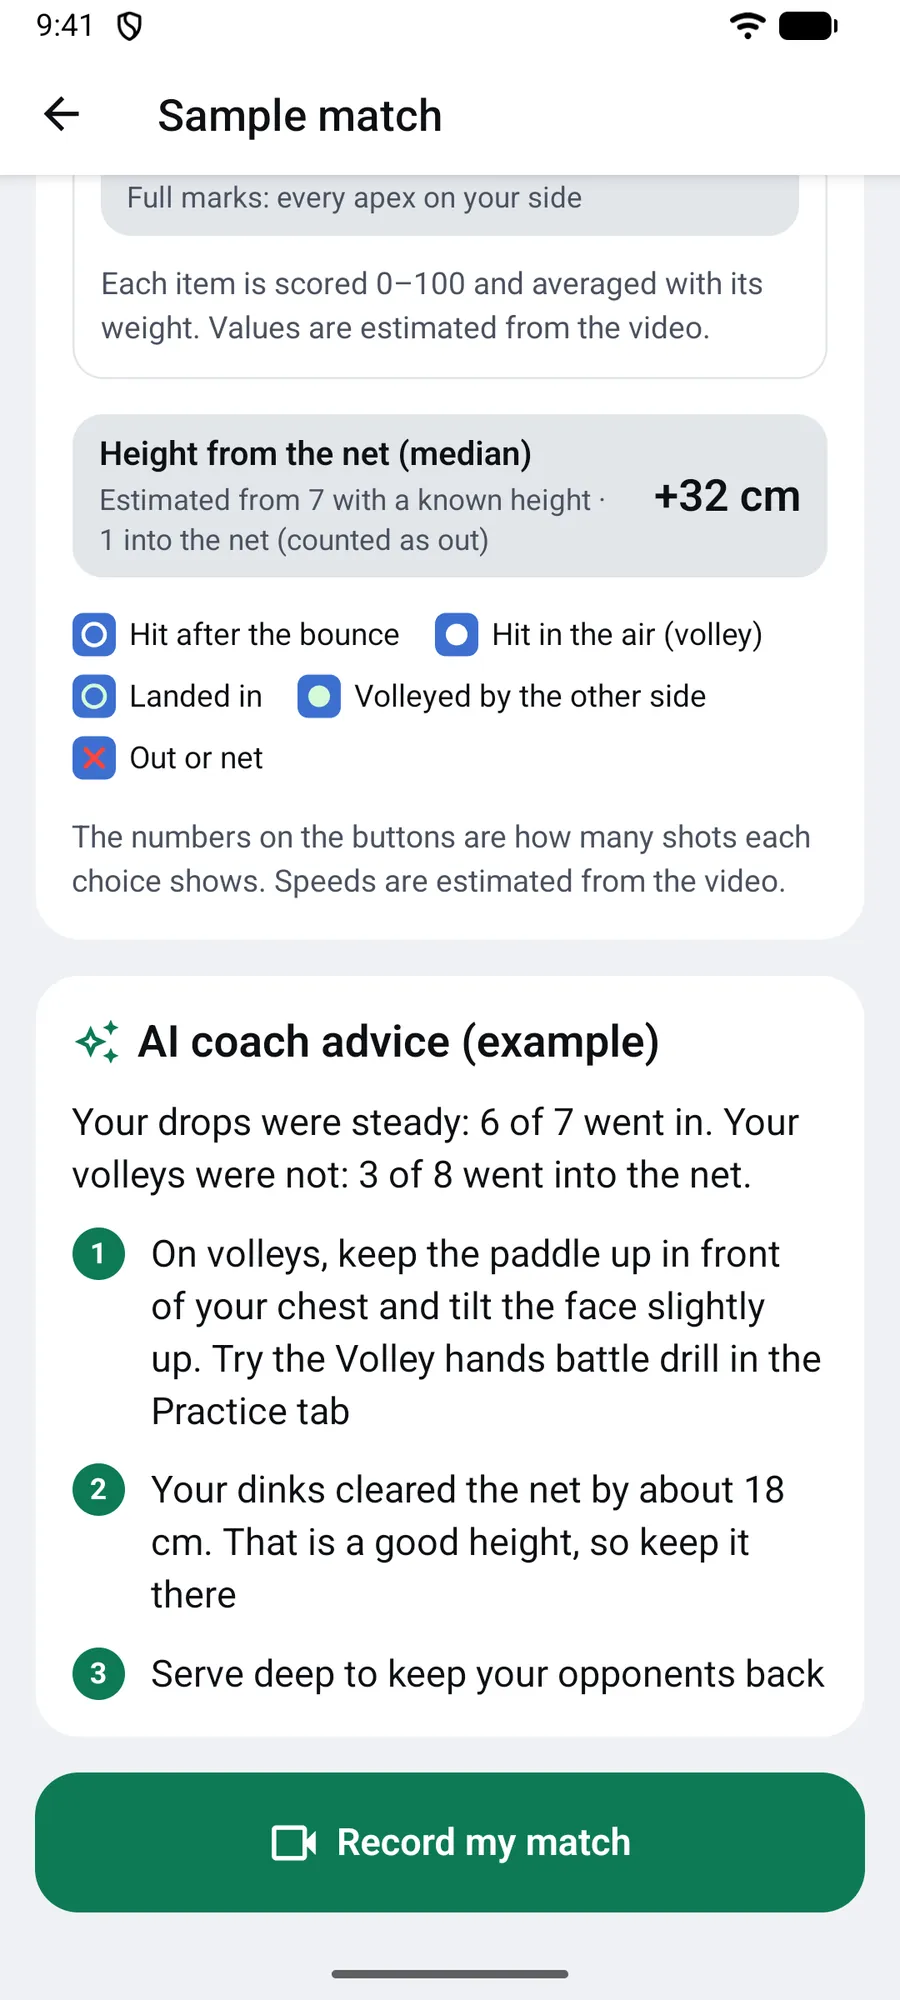 9:41
Sample match
Full marks: every apex on your side
Each item is scored 0–100 and averaged with its
weight. Values are estimated from the video.
Height from the net (median)
Estimated from 7 with a known height ·
1 into the net (counted as out)
+32 cm
Hit after the bounce
Hit in the air (volley)
Landed in
Volleyed by the other side
Out or net
The numbers on the buttons are how many shots each
choice shows. Speeds are estimated from the video.
AI coach advice (example)
Your drops were steady: 6 of 7 went in. Your
volleys were not: 3 of 8 went into the net.
1 On volleys, keep the paddle up in front
of your chest and tilt the face slightly
up. Try the Volley hands battle drill in the
Practice tab
2 Your dinks cleared the net by about 18
cm. That is a good height, so keep it
there
3 Serve deep to keep your opponents back
Record my match